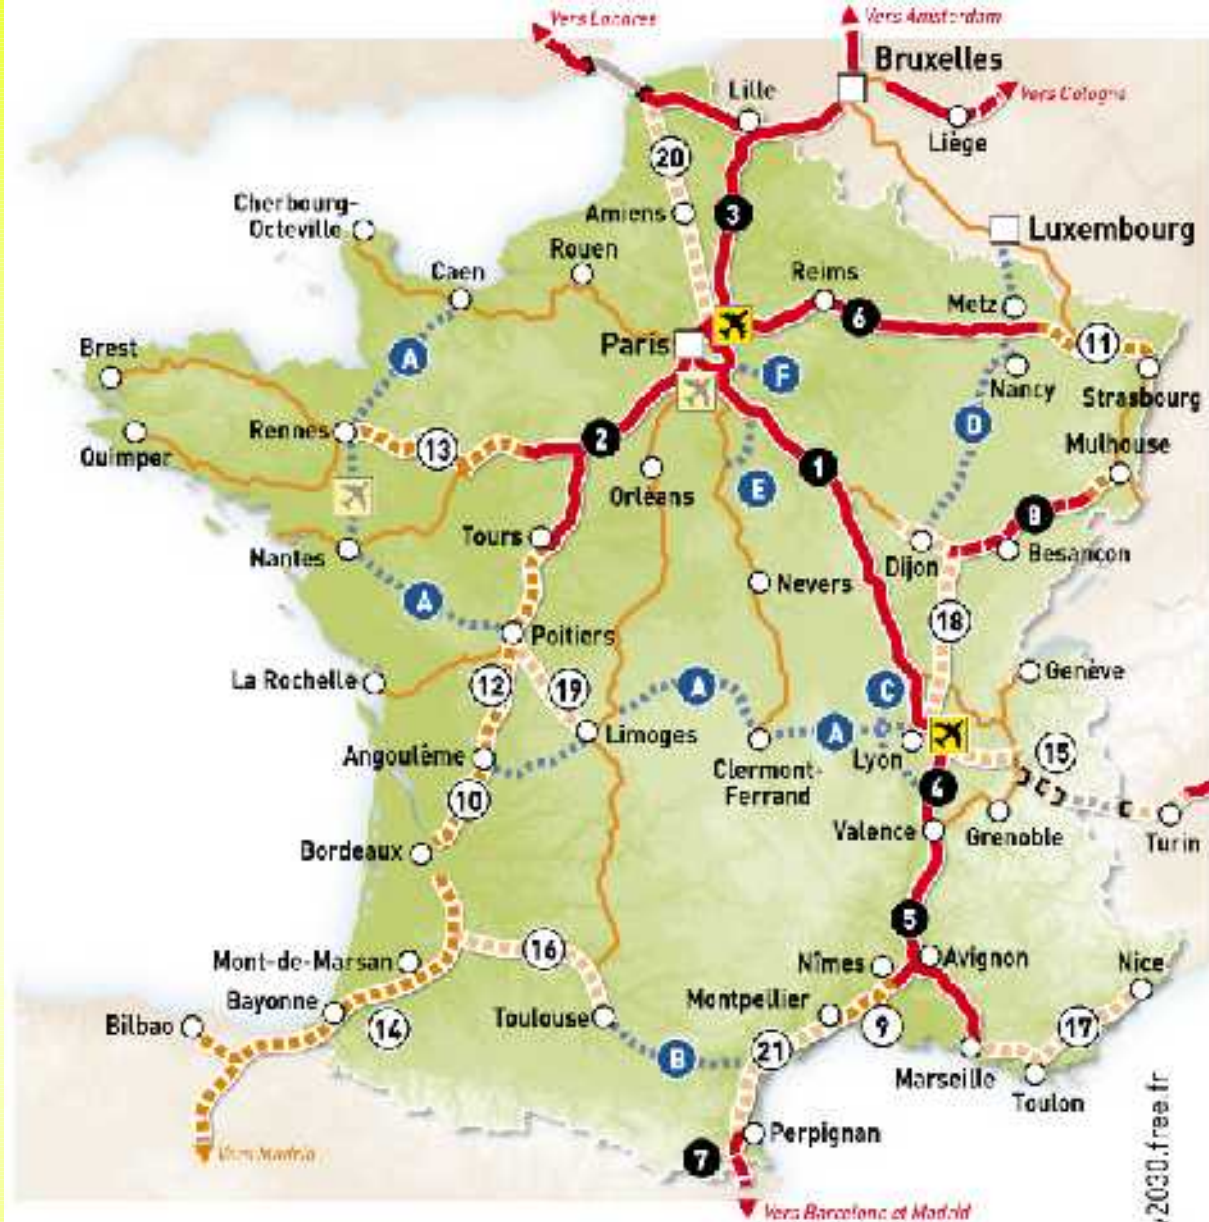 Vers Londres
Vers Amsterdam
Bruxelles
Lille
Vers Cologne
Liège
20
Cherbourg-
Octeville
Amiens
3
Luxembourg
Rouen
Caen
Reims
Metz
6
Paris
11
Brest
A
F
Nancy
Strasbourg
Rennes
13
2
D
Mulhouse
Quimper
1
Orléans
E
8
Tours
Nantes
Dijon
Besançon
Nevers
A
18
Poitiers
Genève
La Rochelle
12
19
A
C
Limoges
A
Angoulême
Lyon
15
Clermont-
Ferrand
10
4
Valence
Grenoble
Turin
Bordeaux
5
16
Mont-de-Marsan
Nîmes
Avignon
Nice
Bayonne
Montpellier
Bilbao
14
Toulouse
9
17
B
21
Marseille
Toulon
Vers Madrid
Perpignan
7
Vers Barcelone et Madrid
2030.free.fr